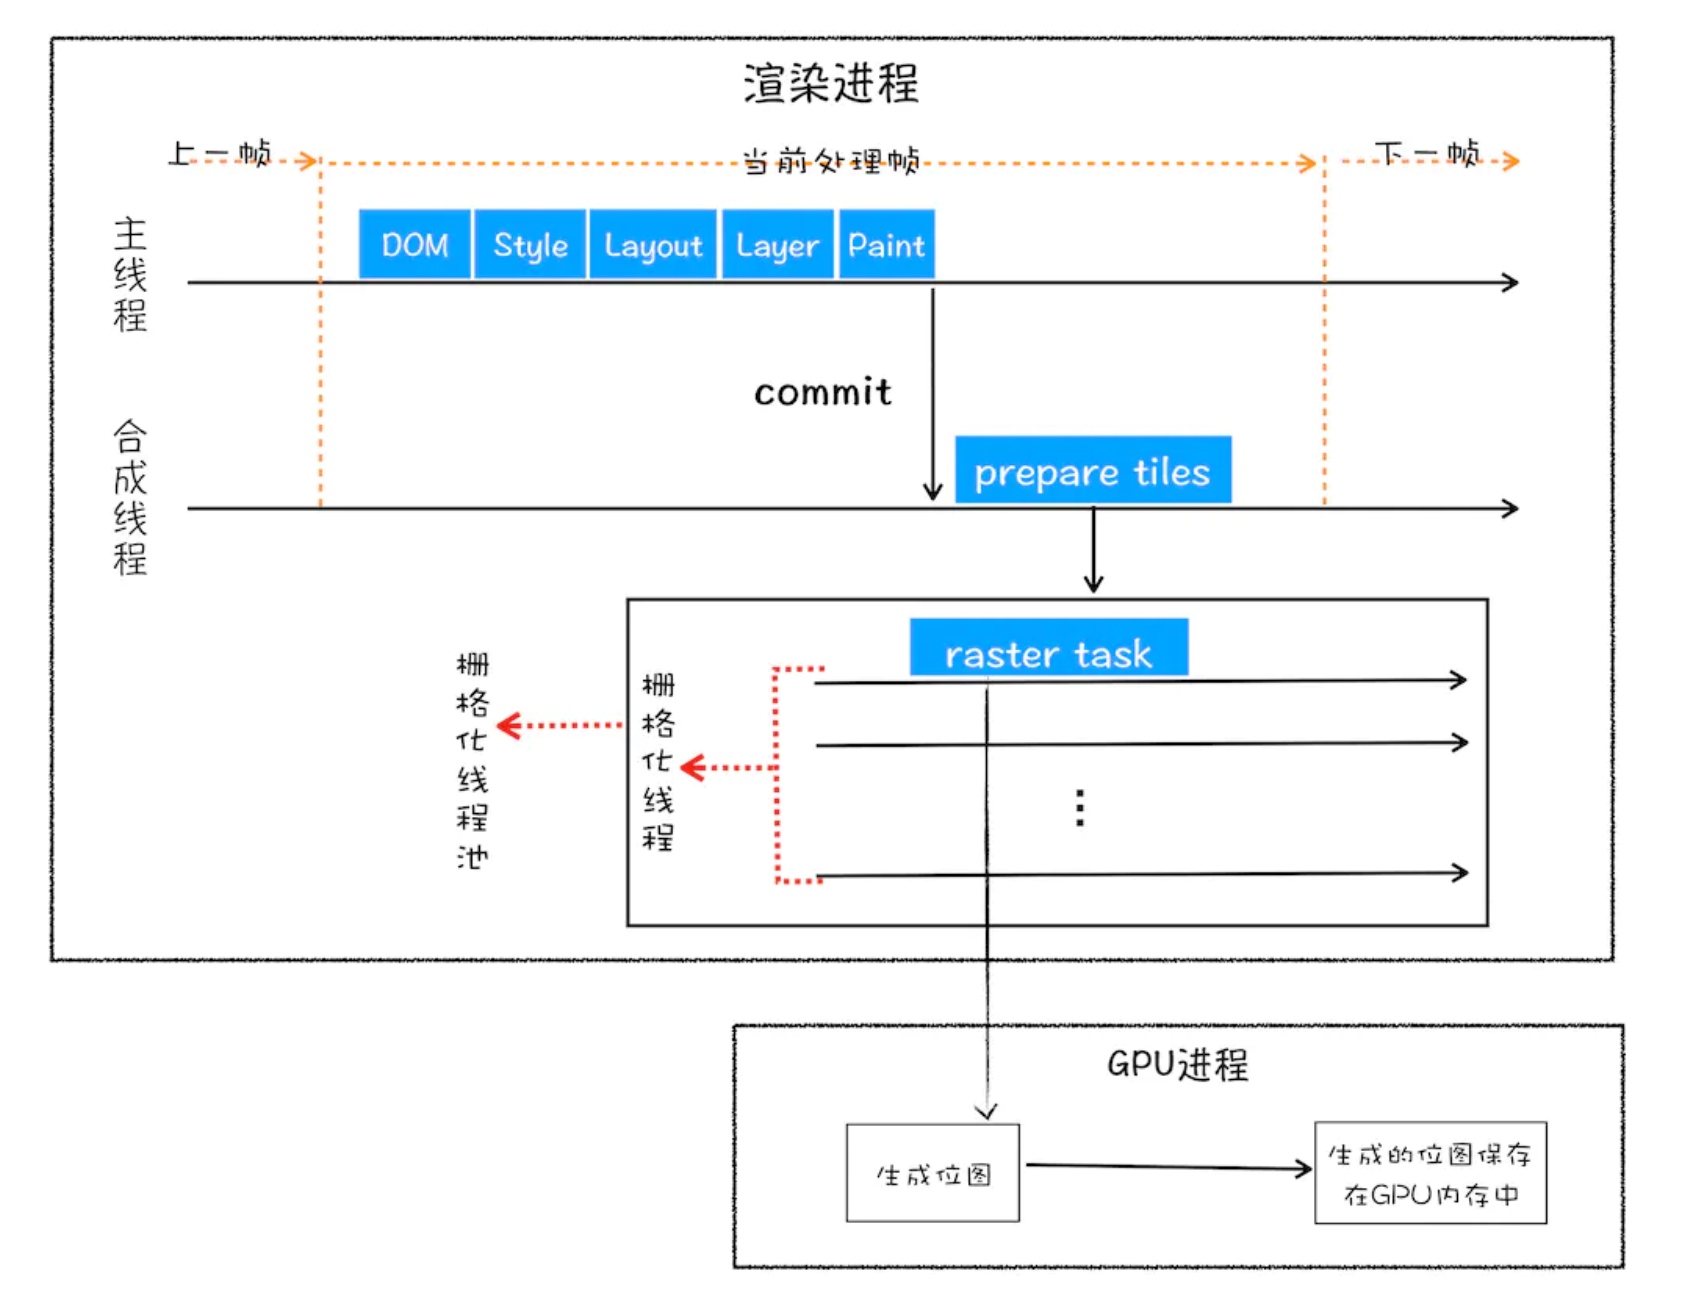 渲染进程
上一帧
当前处理帧
下一帧
主线程
DOM
Style
Layout
Layer
Paint
commit
合成线程
prepare tiles
raster task
栅格化线程池
栅格化线程
⋮
GPU进程
生成位图
生成的位图保存
在GPU内存中